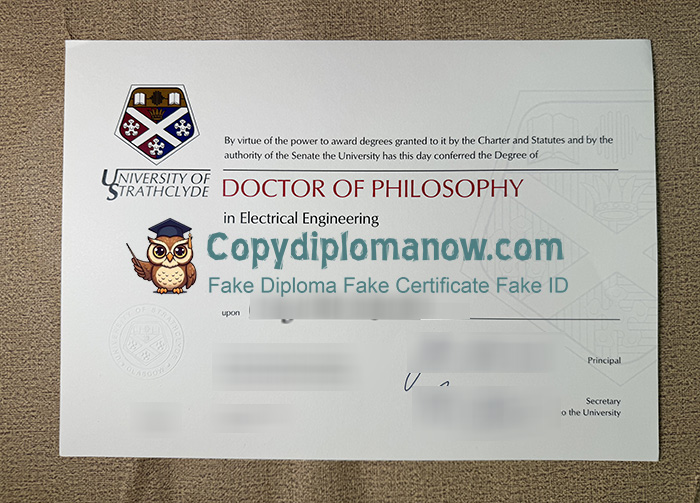 By virtue of the power to award degrees granted to it by the Charter and Statutes and by the
authority of the Senate the University has this day conferred the Degree of
UNIVERSITY OF
STRATHCLYDE
DOCTOR OF PHILOSOPHY
in Electrical Engineering
Copydiplomanow.com
Fake Diploma Fake Certificate Fake ID
upon
Principal
Secretary
o the University